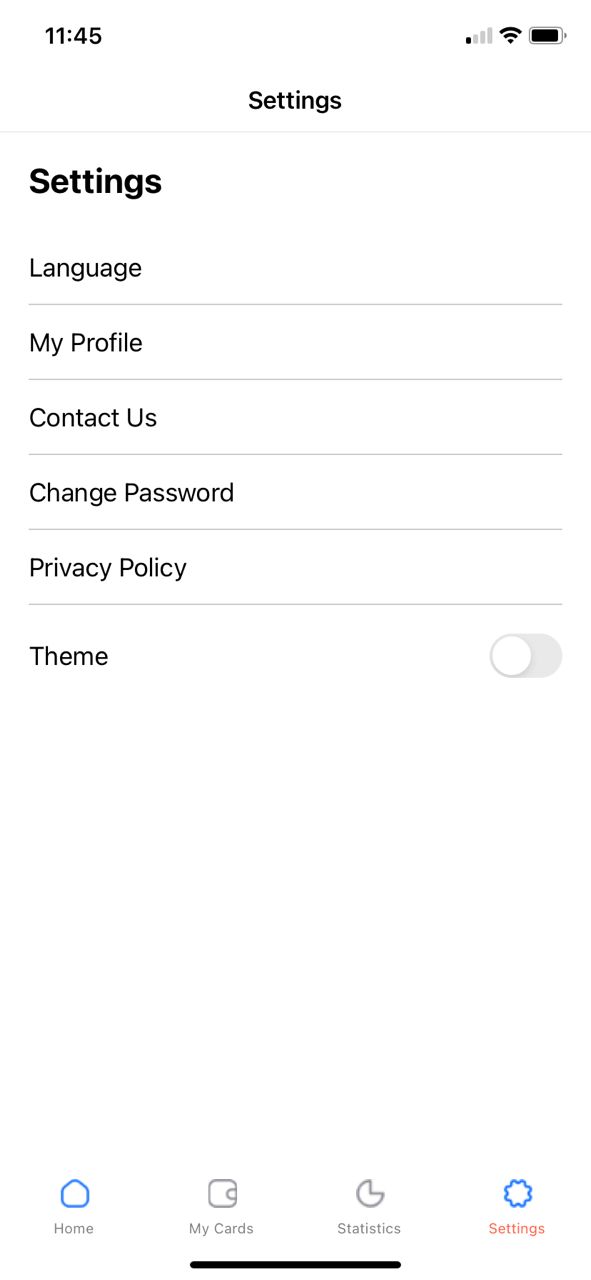 11:45
Settings
Settings
Language
My Profile
Contact Us
Change Password
Privacy Policy
Theme
Home
My Cards
Statistics
Settings